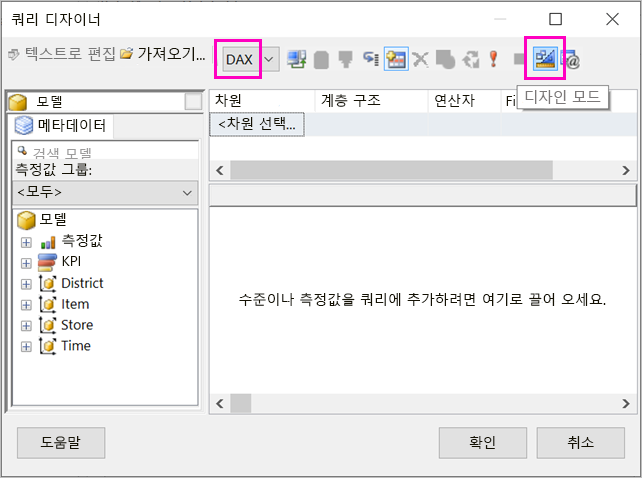 쿼리 디자이너
텍스트로 편집 가져오기... DAX
디자인 모드
모델
메타데이터
검색 모델
측정값 그룹:
<모두>
모델
측정값
KPI
District
Item
Store
Time
차원 계층 구조 연산자 Fi
<차원 선택...
수준이나 측정값을 쿼리에 추가하려면 여기로 끌어 오세요.
도움말 확인 취소